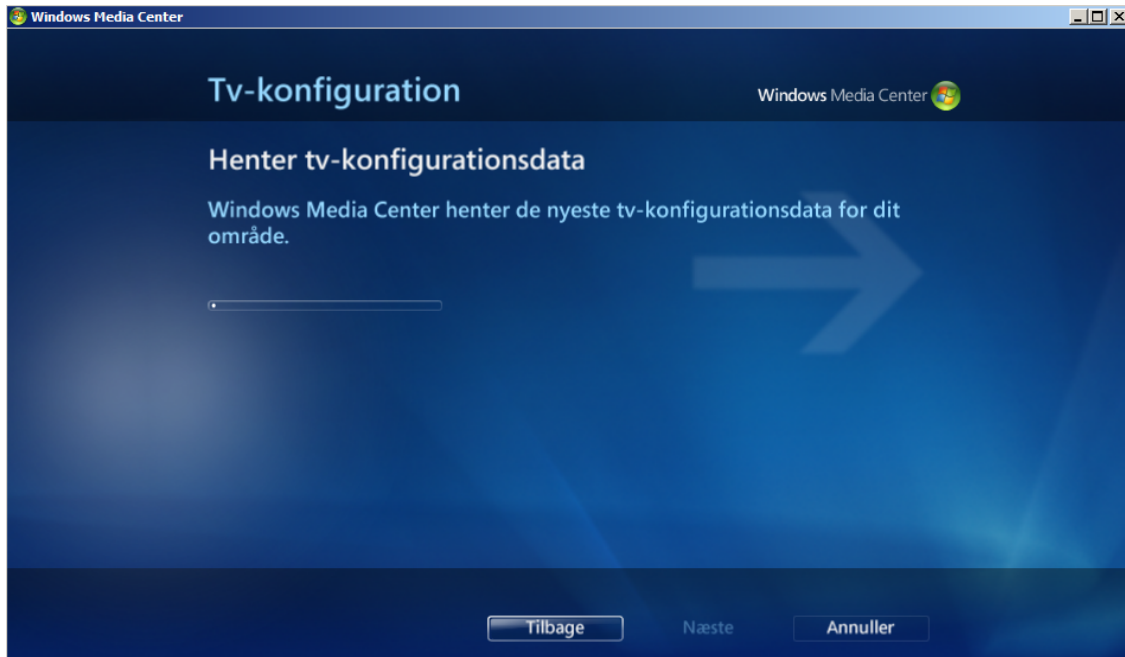 Windows Media Center
Tv-konfiguration
Windows Media Center
Henter tv-konfigurationsdata
Windows Media Center henter de nyeste tv-konfigurationsdata for dit
område.
Tilbage
Næste
Annuller